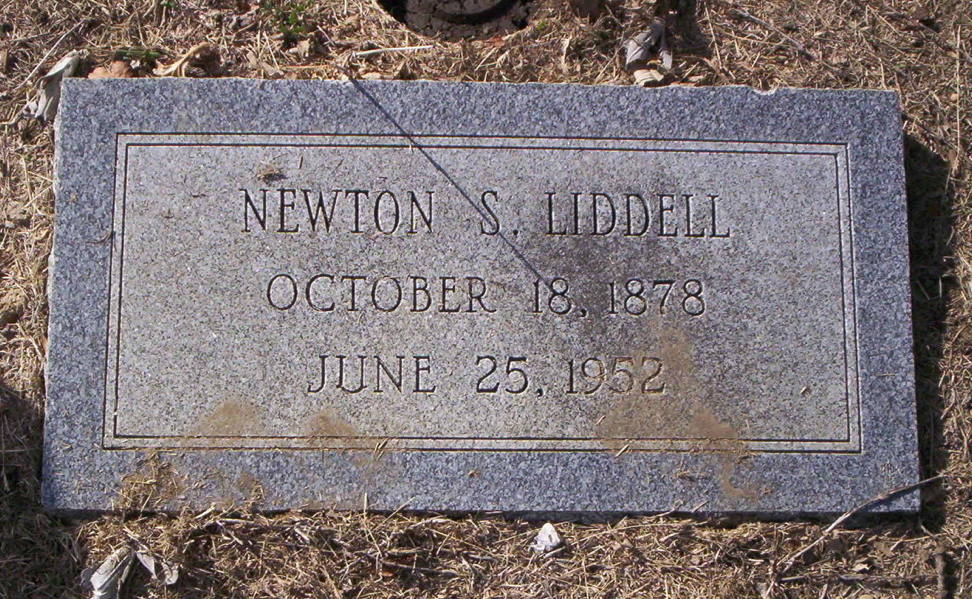 NEWTON S. LIDDELL
OCTOBER 18, 1878
JUNE 25, 1952